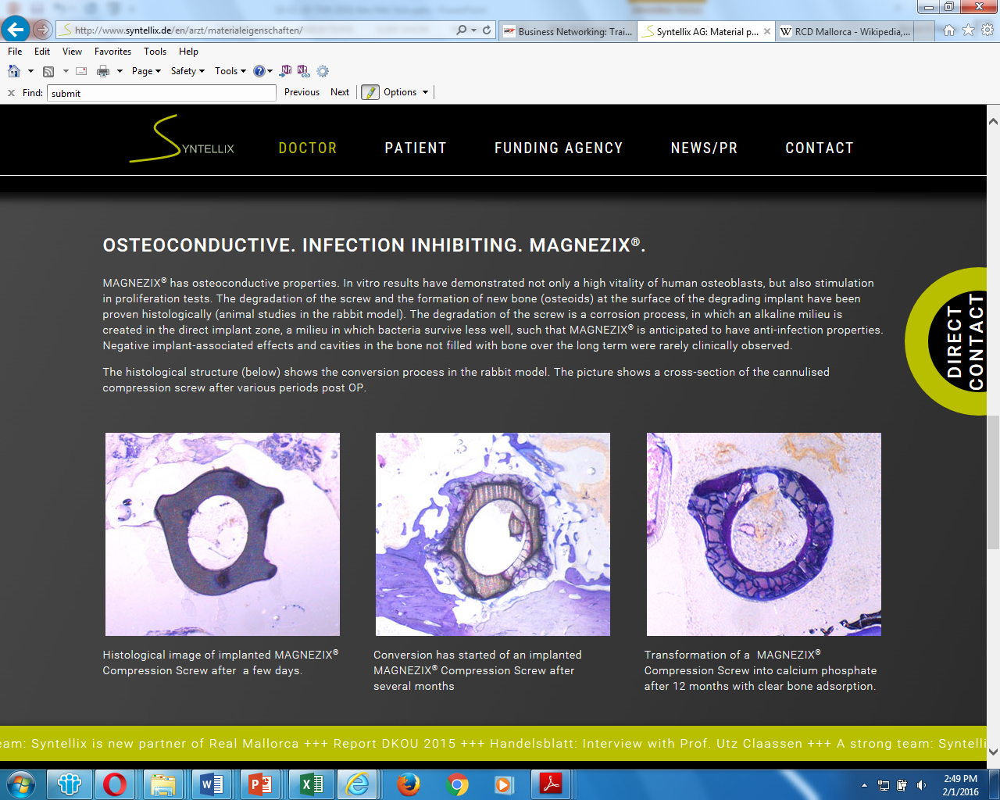 http://www.syntellix.de/en/arzt/materialeigenschaften/
Business Networking: Trai...
Syntellix AG: Material p...
RCD Mallorca - Wikipedia,...
File Edit View Favorites Tools Help
Page Safety Tools
Find: submit Previous Next Options
SYNTELLIX
DOCTOR PATIENT FUNDING AGENCY NEWS/PR CONTACT
OSTEOCONDUCTIVE. INFECTION INHIBITING. MAGNEZIX®.
MAGNEZIX® has osteoconductive properties. In vitro results have demonstrated not only a high vitality of human osteoblasts, but also stimulation
in proliferation tests. The degradation of the screw and the formation of new bone (osteoids) at the surface of the degrading implant have been
proven histologically (animal studies in the rabbit model). The degradation of the screw is a corrosion process, in which an alkaline milieu is
created in the direct implant zone, a milieu in which bacteria survive less well, such that MAGNEZIX® is anticipated to have anti-infection properties.
Negative implant-associated effects and cavities in the bone not filled with bone over the long term were rarely clinically observed.
The histological structure (below) shows the conversion process in the rabbit model. The picture shows a cross-section of the cannulised
compression screw after various periods post OP.
DIRECT
CONTACT
Histological image of implanted MAGNEZIX®
Compression Screw after a few days.
Conversion has started of an implanted
MAGNEZIX® Compression Screw after
several months
Transformation of a MAGNEZIX®
Compression Screw into calcium phosphate
after 12 months with clear bone adsorption.
eam: Syntellix is new partner of Real Mallorca +++ Report DKOU 2015 +++ Handelsblatt: Interview with Prof. Utz Claassen +++ A strong team: Syntelli
2:49 PM
2/1/2016